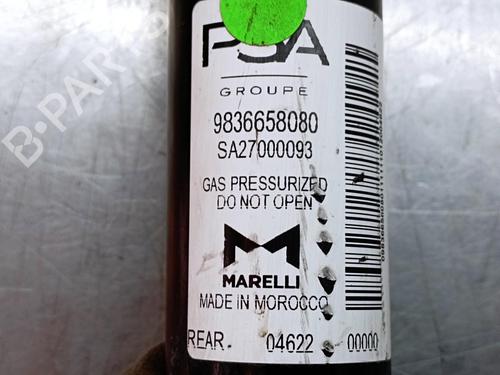 PSA
GROUPE
9836658080
SA27000093
GAS PRESSURIZED
DO NOT OPEN
MARELLI
MADE IN MOROCCO
REAR 04622 00000
B-PARTS